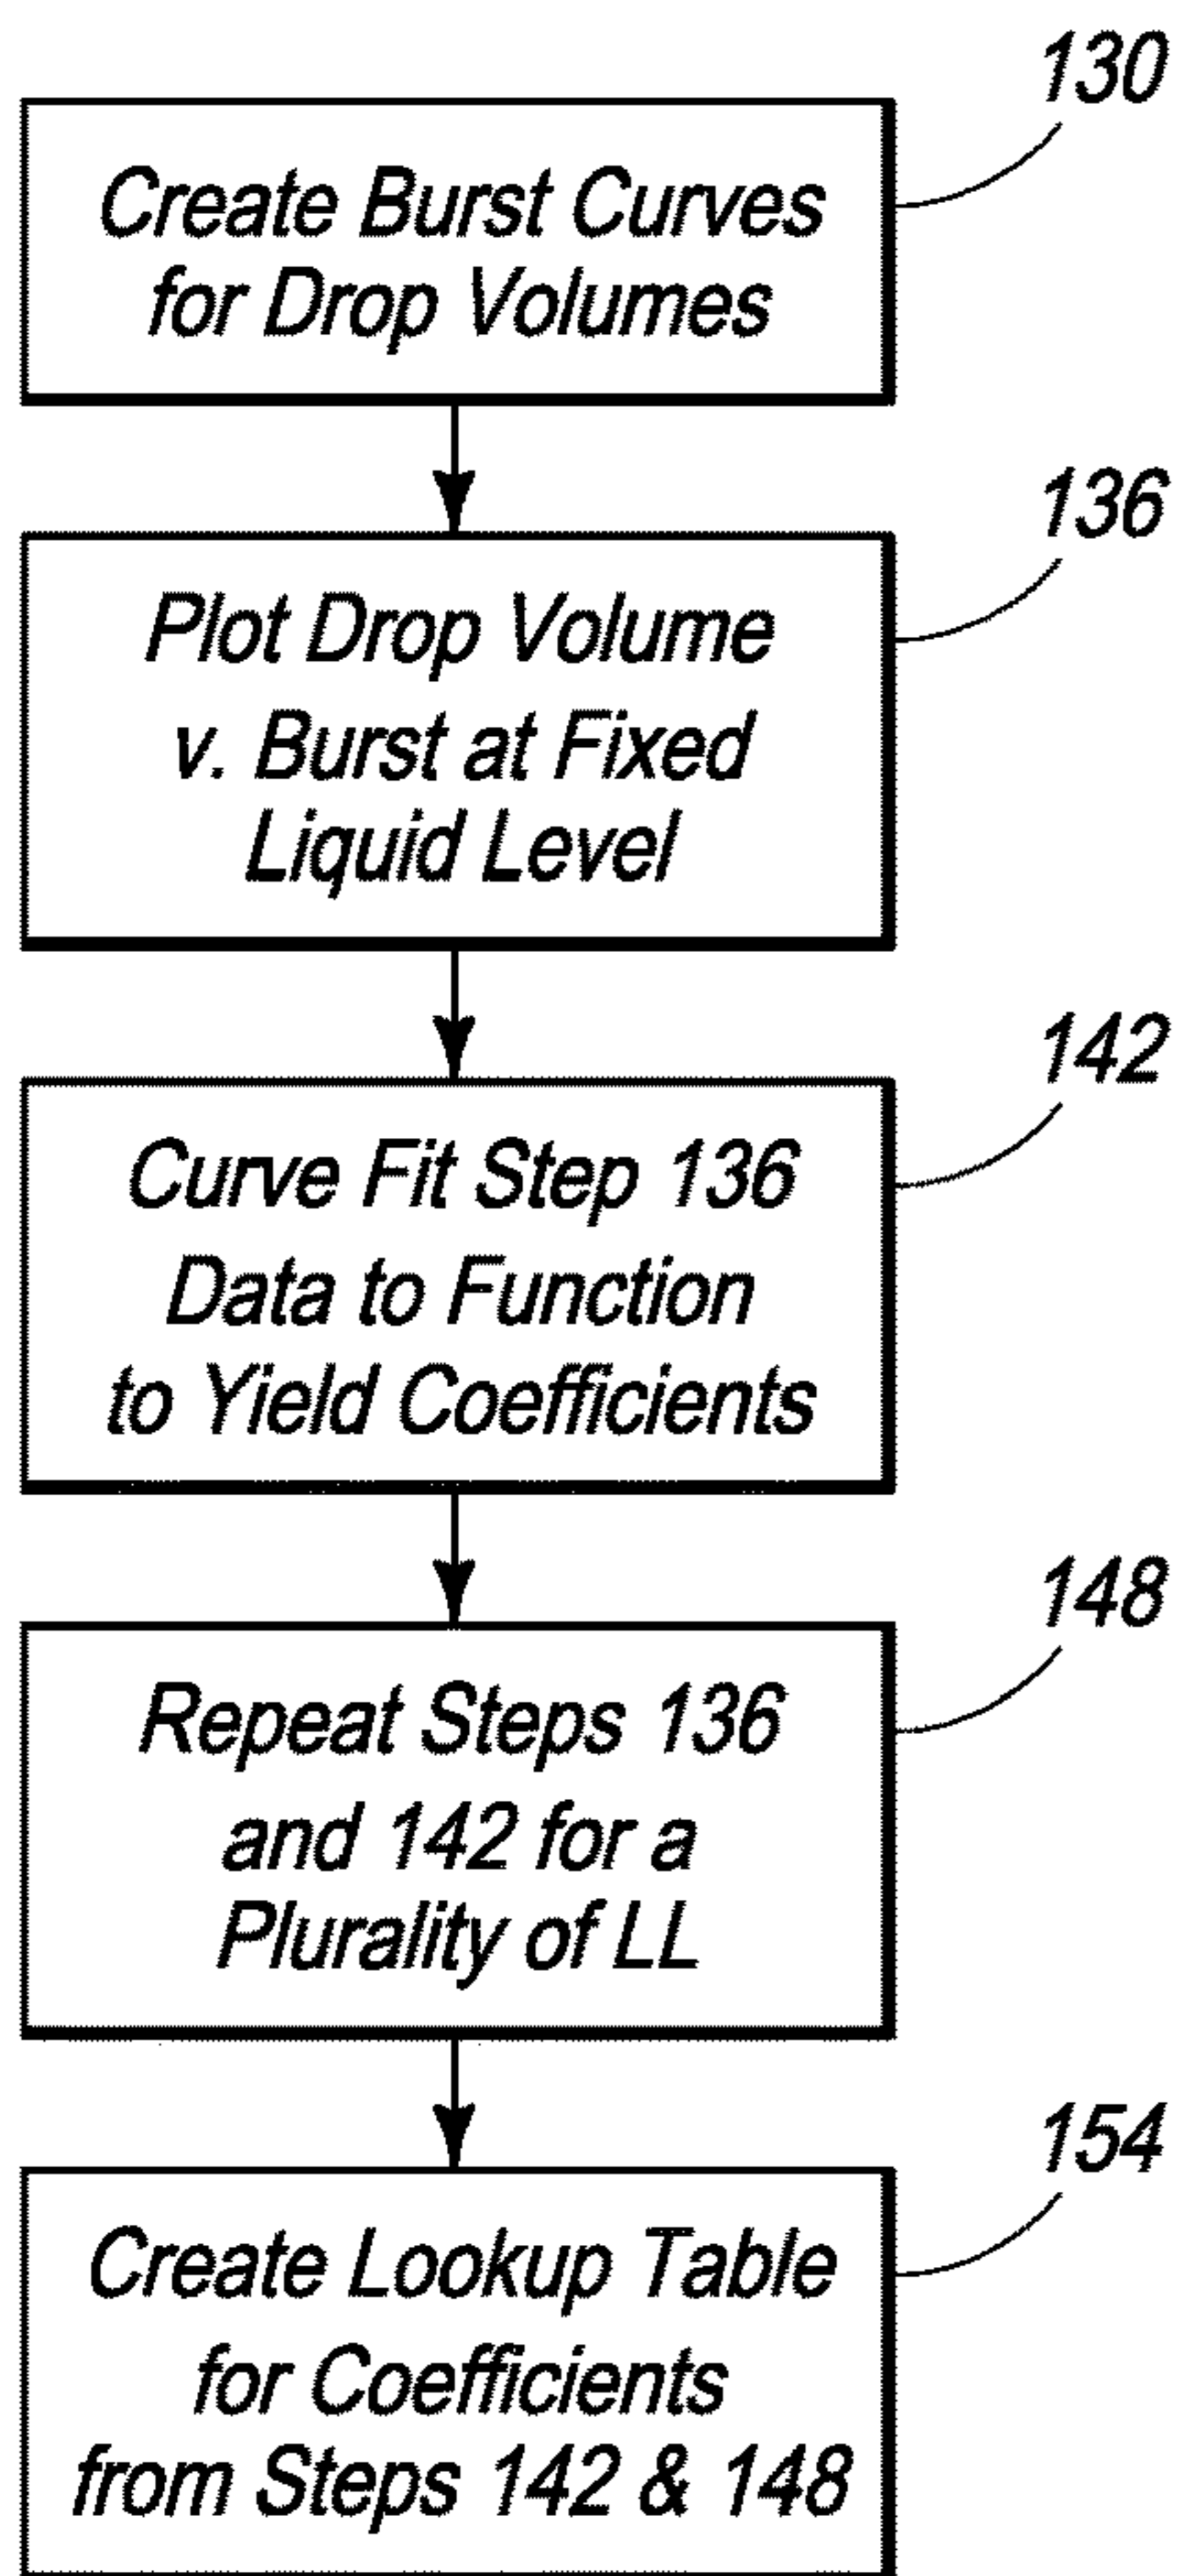 130
Create Burst Curves
for Drop Volumes
136
Plot Drop Volume
v. Burst at Fixed
Liquid Level
142
Curve Fit Step 136
Data to Function
to Yield Coefficients
148
Repeat Steps 136
and 142 for a
Plurality of LL
154
Create Lookup Table
for Coefficients
from Steps 142 & 148